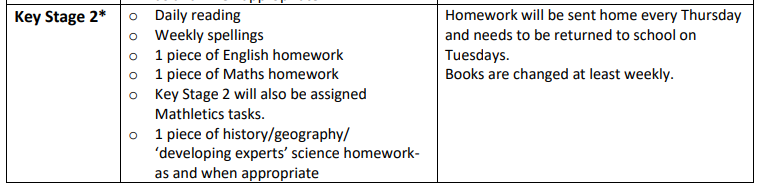 Key Stage 2*
o Daily reading
o Weekly spellings
o 1 piece of English homework
o 1 piece of Maths homework
o Key Stage 2 will also be assigned
Mathletics tasks.
o 1 piece of history/geography/
‘developing experts’ science homework-
as and when appropriate
Homework will be sent home every Thursday
and needs to be returned to school on
Tuesdays.
Books are changed at least weekly.